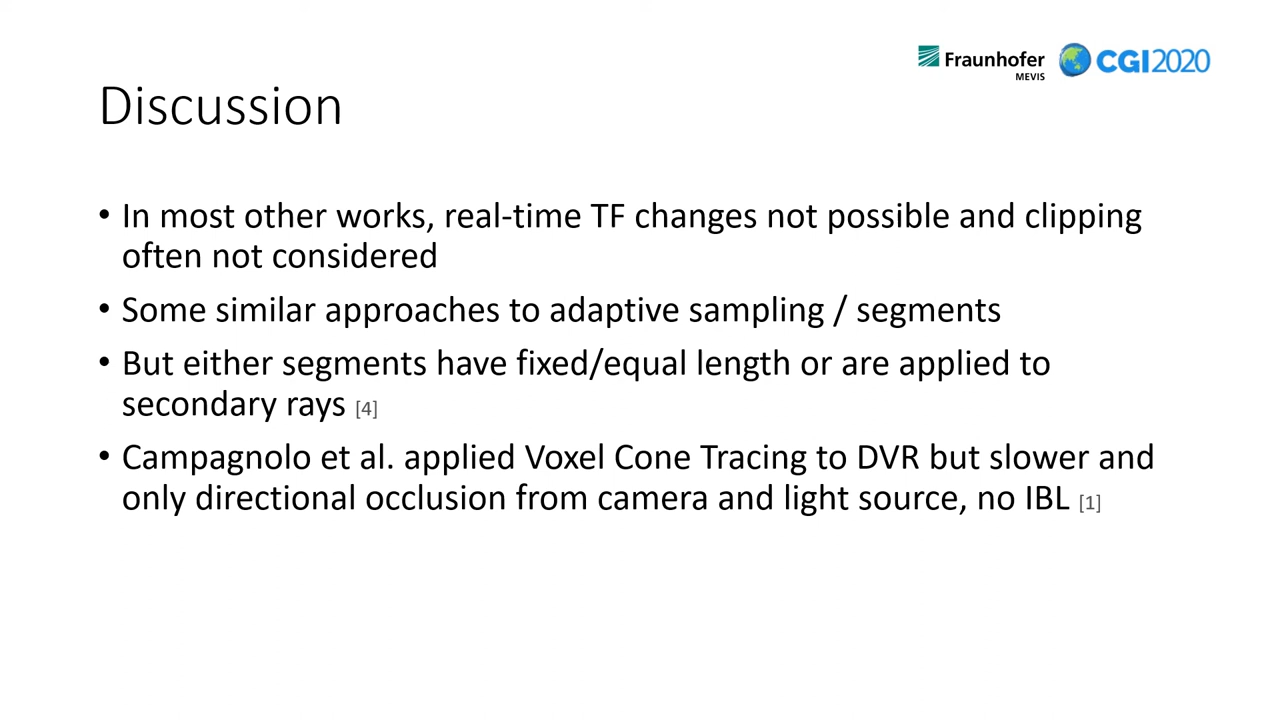 Fraunhofer
MEVIS
CGI2020
Discussion
• In most other works, real-time TF changes not possible and clipping
often not considered
• Some similar approaches to adaptive sampling / segments
• But either segments have fixed/equal length or are applied to
secondary rays [4]
• Campagnolo et al. applied Voxel Cone Tracing to DVR but slower and
only directional occlusion from camera and light source, no IBL [1]